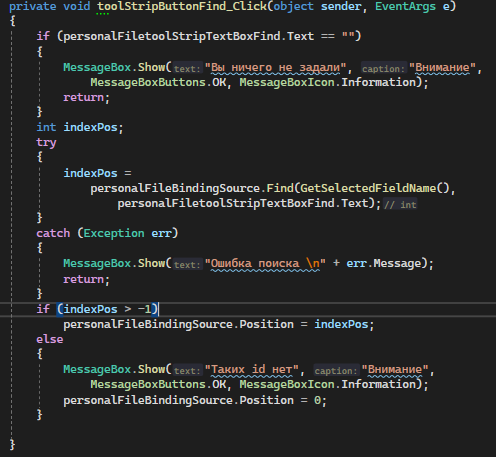 private void toolStripButtonFind_Click(object sender, EventArgs e)
{
if (personalFiletoolStripTextBoxFind.Text == "")
{
MessageBox.Show(text:"Вы ничего не задали", caption:"Внимание",
MessageBoxButtons.OK, MessageBoxIcon.Information);
return;
}
int indexPos;
try
{
indexPos =
personalFileBindingSource.Find(GetSelectedFieldName(),
personalFiletoolStripTextBoxFind.Text); // int
}
catch (Exception err)
{
MessageBox.Show(text:"Ошибка поиска \n" + err.Message);
return;
}
if (indexPos > -1)
personalFileBindingSource.Position = indexPos;
else
{
MessageBox.Show(text:"Таких id нет", caption:"Внимание",
MessageBoxButtons.OK, MessageBoxIcon.Information);
personalFileBindingSource.Position = 0;
}
}